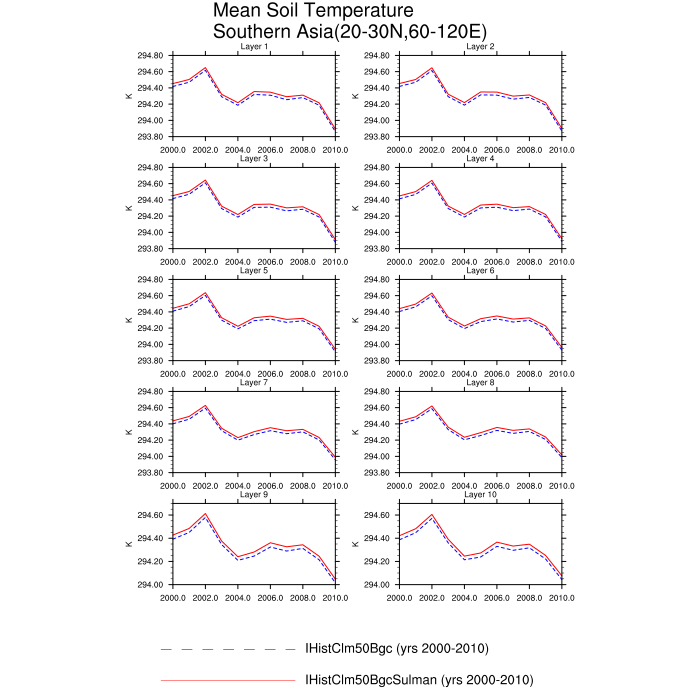 Mean Soil Temperature
Southern Asia(20-30N,60-120E)
Layer 1
294.80
294.60
294.40
294.20
294.00
293.80
K
2000.0 2002.0 2004.0 2006.0 2008.0 2010.0
Layer 2
294.80
294.60
294.40
294.20
294.00
293.80
K
2000.0 2002.0 2004.0 2006.0 2008.0 2010.0
Layer 3
294.80
294.60
294.40
294.20
294.00
293.80
K
2000.0 2002.0 2004.0 2006.0 2008.0 2010.0
Layer 4
294.80
294.60
294.40
294.20
294.00
293.80
K
2000.0 2002.0 2004.0 2006.0 2008.0 2010.0
Layer 5
294.80
294.60
294.40
294.20
294.00
293.80
K
2000.0 2002.0 2004.0 2006.0 2008.0 2010.0
Layer 6
294.80
294.60
294.40
294.20
294.00
293.80
K
2000.0 2002.0 2004.0 2006.0 2008.0 2010.0
Layer 7
294.80
294.60
294.40
294.20
294.00
293.80
K
2000.0 2002.0 2004.0 2006.0 2008.0 2010.0
Layer 8
294.80
294.60
294.40
294.20
294.00
293.80
K
2000.0 2002.0 2004.0 2006.0 2008.0 2010.0
Layer 9
294.60
294.40
294.20
294.00
K
2000.0 2002.0 2004.0 2006.0 2008.0 2010.0
Layer 10
294.60
294.40
294.20
294.00
K
2000.0 2002.0 2004.0 2006.0 2008.0 2010.0
IHistClm50Bgc (yrs 2000-2010)
IHistClm50BgcSulman (yrs 2000-2010)